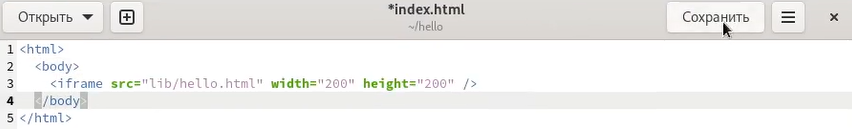 Открыть
*index.html
~/hello
Сохранить
1 <html>
2   <body>
3     <iframe src="lib/hello.html" width="200" height="200" />
4   </body>
5 </html>